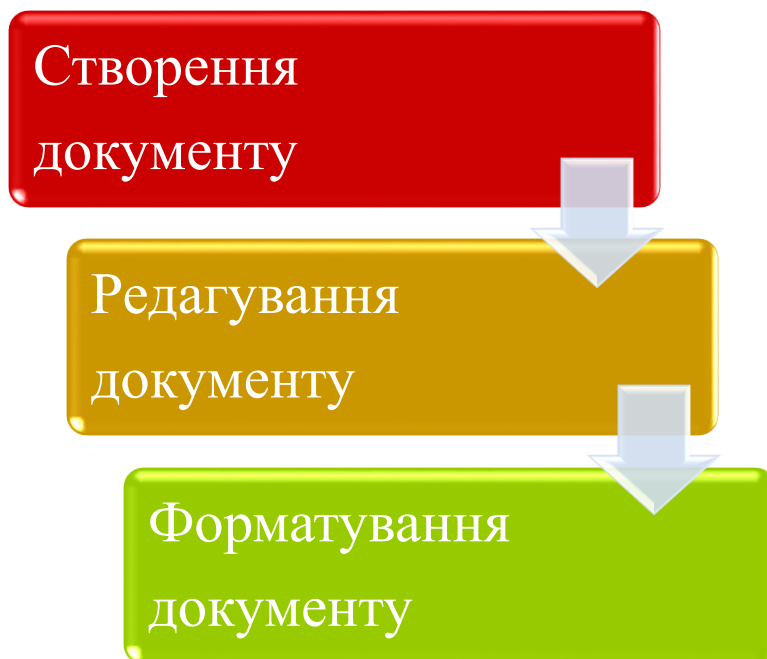 Створення
документу
Редагування
документу
Форматування
документу